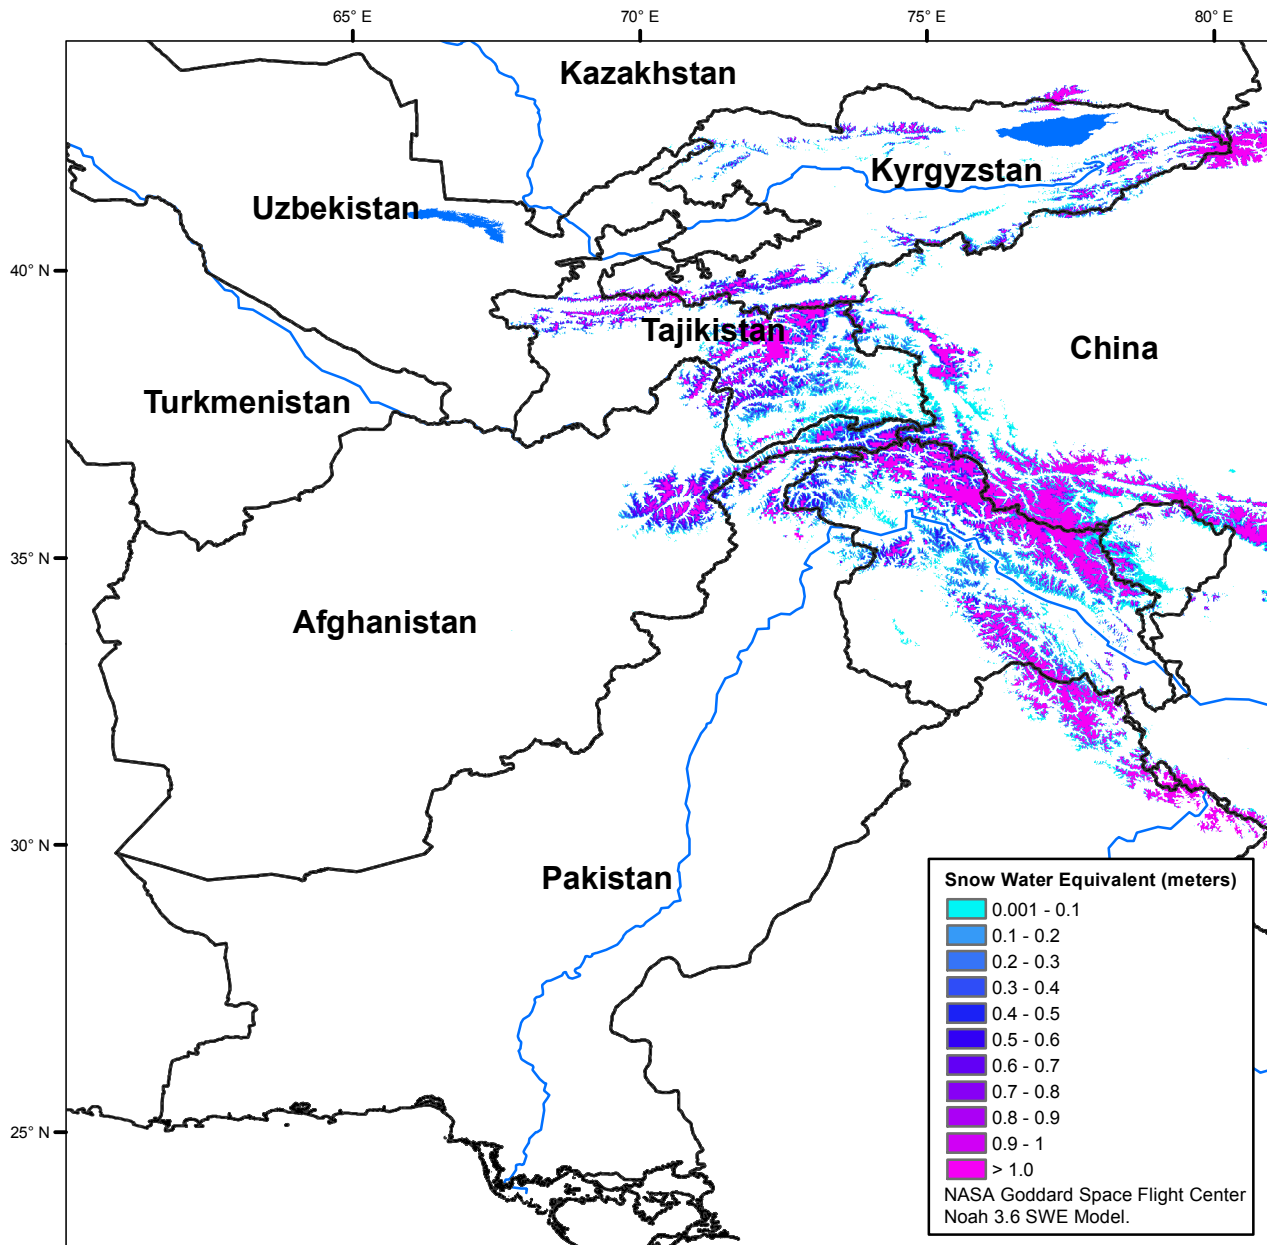 65° E
70° E
75° E
80° E
Kazakhstan
Kyrgyzstan
Uzbekistan
40° N
Tajikistan
China
Turkmenistan
35° N
Afghanistan
30° N
Pakistan
25° N
Snow Water Equivalent (meters)
0.001 - 0.1
0.1 - 0.2
0.2 - 0.3
0.3 - 0.4
0.4 - 0.5
0.5 - 0.6
0.6 - 0.7
0.7 - 0.8
0.8 - 0.9
0.9 - 1
> 1.0
NASA Goddard Space Flight Center
Noah 3.6 SWE Model.